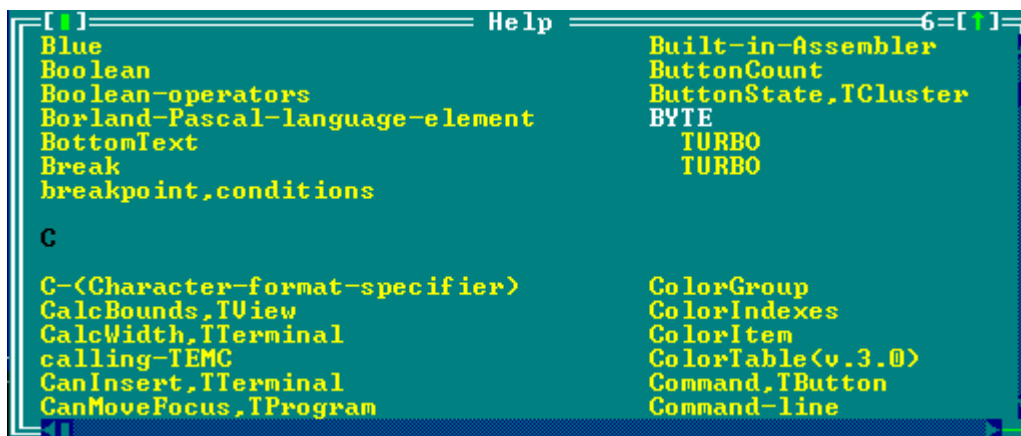 [▮] Help 6=[↑]
Blue Built-in-Assembler
Boolean ButtonCount
Boolean-operators ButtonState,TCluster
Borland-Pascal-language-element BYTE
BottomText TURBO
Break TURBO
breakpoint,conditions
C
C-(Character-format-specifier) ColorGroup
CalcBounds,TView ColorIndexes
CalcWidth,TTerminal ColorItem
calling-TEMC ColorTable(v.3.0)
CanInsert,TTerminal Command,TButton
CanMoveFocus,TProgram Command-line